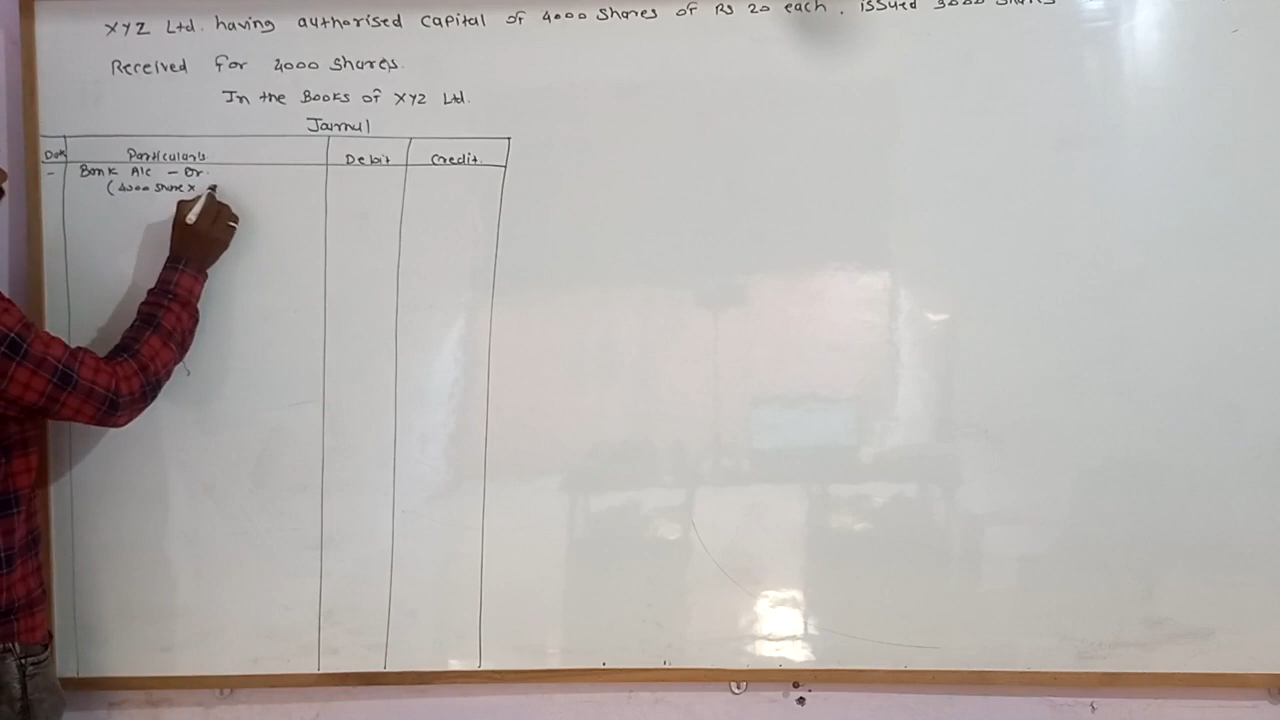 XYZ Ltd. having authorised capital of 4000 shares of Rs 20 each. issued 3000 shares
Received for 4000 shares.
In the Books of XYZ Ltd.
Journal
Date Particulars Debit Credit.
- Bank A/c - Dr.
(4000 share x